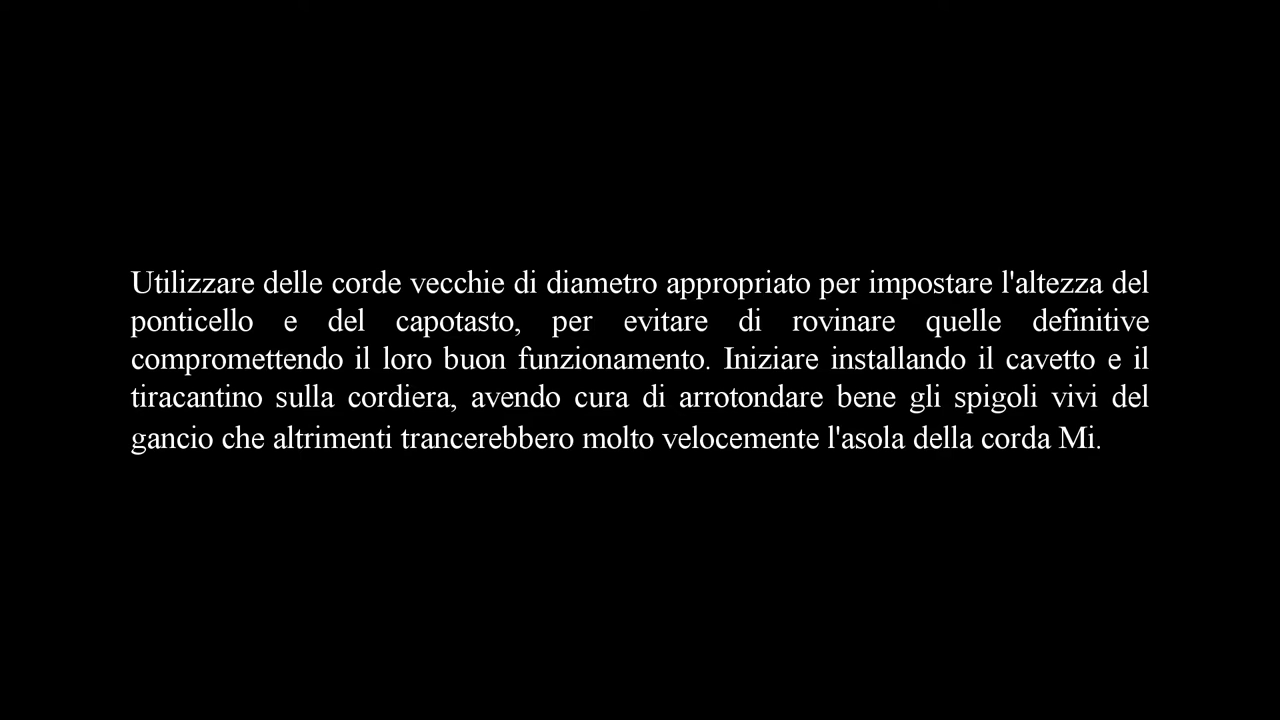 Utilizzare delle corde vecchie di diametro appropriato per impostare l'altezza del
ponticello e del capotasto, per evitare di rovinare quelle definitive
compromettendo il loro buon funzionamento. Iniziare installando il cavetto e il
tiracantino sulla cordiera, avendo cura di arrotondare bene gli spigoli vivi del
gancio che altrimenti trancerebbero molto velocemente l'asola della corda Mi.